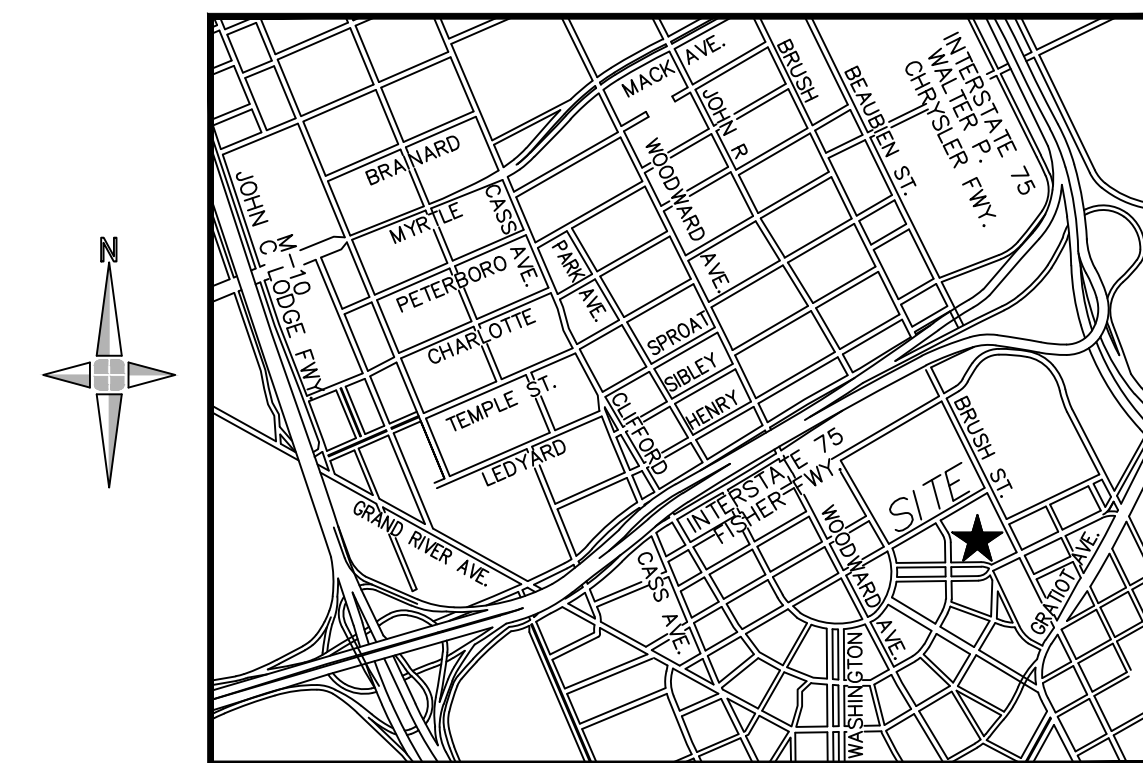 N
MACK AVE.
BRUSH
BEAUBIEN ST.
INTERSTATE 75
WALTER P.
CHRYSLER FWY.
JOHN R
WOODWARD AVE.
BRAINARD
CASS AVE.
MYRTLE
JOHN C. LODGE FWY.
M-10
PARK AVE.
PETERBORO
CHARLOTTE
SPROAT
SIBLEY
HENRY
TEMPLE ST.
CLIFFORD
LEDYARD
BRUSH ST.
INTERSTATE 75
FISHER FWY.
SITE
GRAND RIVER AVE.
WOODWARD AVE.
CASS AVE.
GRATIOT AVE.
WASHINGTON